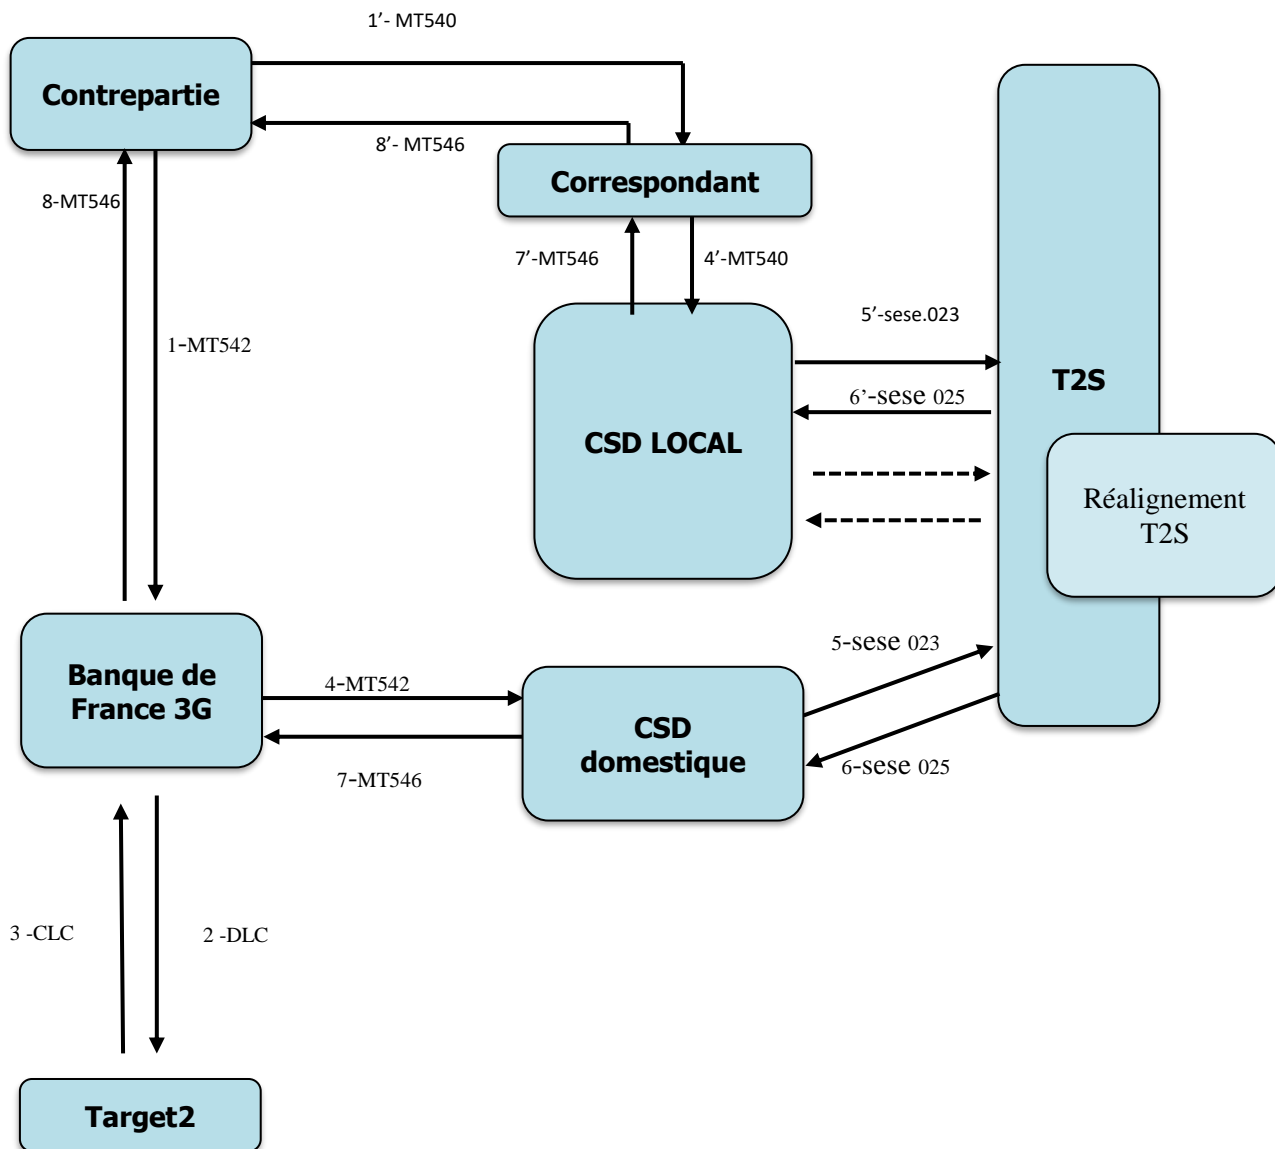 1’- MT540
Contrepartie
8’- MT546
Correspondant
8-MT546
7’-MT546
4’-MT540
5’-sese.023
1-MT542
T2S
6’-sese 025
CSD LOCAL
Réalignement
T2S
5-sese 023
Banque de
France 3G
4-MT542
CSD
domestique
7-MT546
6-sese 025
3 -CLC
2 -DLC
Target2